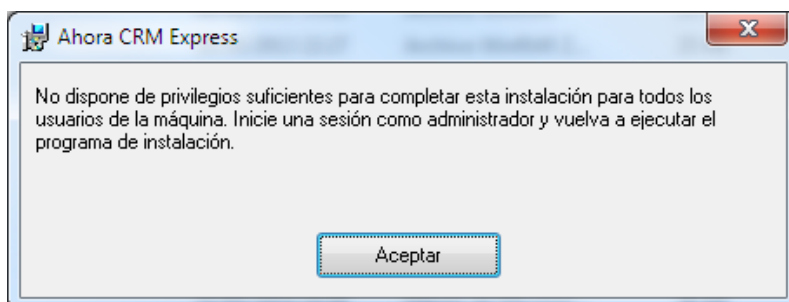 Ahora CRM Express
No dispone de privilegios suficientes para completar esta instalación para todos los
usuarios de la máquina. Inicie una sesión como administrador y vuelva a ejecutar el
programa de instalación.
Aceptar